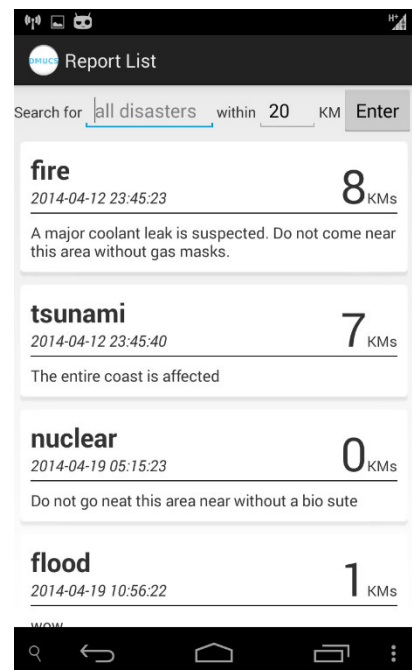 H+
DMUCS Report List
Search for all disasters within 20 KM Enter
fire
2014-04-12 23:45:23
8KMs
A major coolant leak is suspected. Do not come near
this area without gas masks.
tsunami
2014-04-12 23:45:40
7KMs
The entire coast is affected
nuclear
2014-04-19 05:15:23
0KMs
Do not go neat this area near without a bio sute
flood
2014-04-19 10:56:22
1KMs
wow